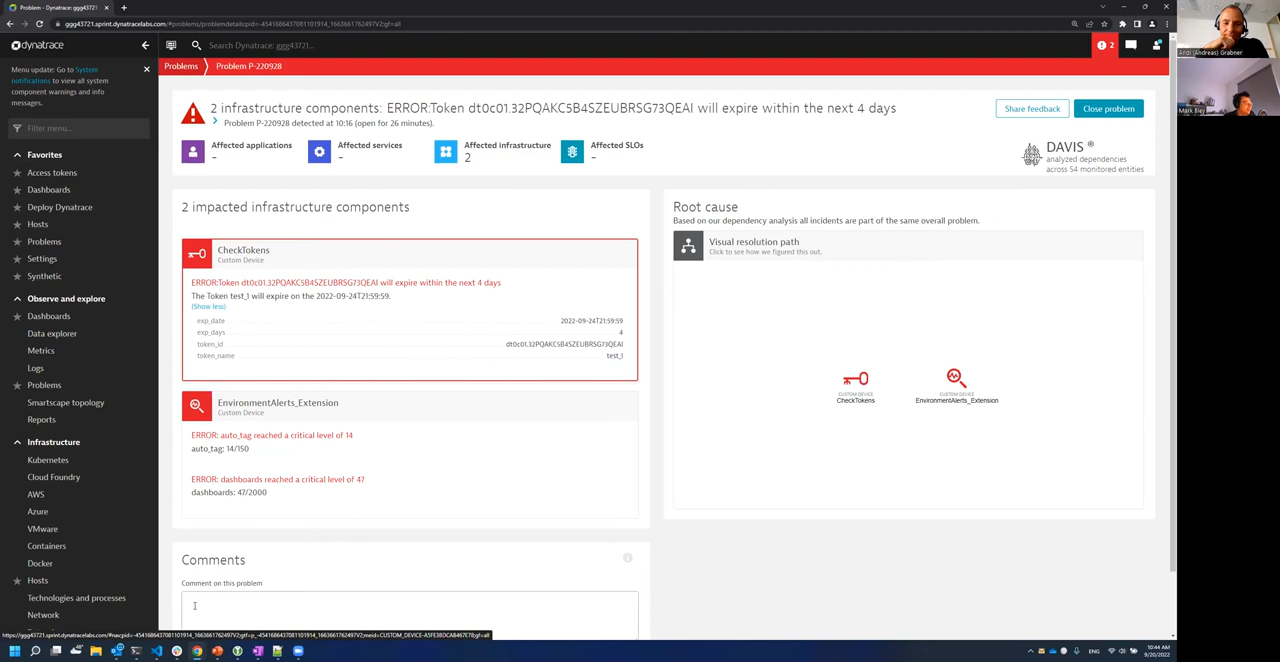 Problem - Dynatrace: ggg43721
ggg43721.sprint.dynatracelabs.com/#problems/problemdetails;pid=-4541686437081101914_1663661762497V2;gf=all
dynatrace
Search Dynatrace: ggg43721...
2
Problems
Problem P-220928
Menu update: Go to System
notifications to view all system
component warnings and info
messages.
Filter menu...
Favorites
Access tokens
Dashboards
Deploy Dynatrace
Hosts
Problems
Settings
Synthetic
Observe and explore
Dashboards
Data explorer
Metrics
Logs
Problems
Smartscape topology
Reports
Infrastructure
Kubernetes
Cloud Foundry
AWS
Azure
VMware
Containers
Docker
Hosts
Technologies and processes
Network
2 infrastructure components: ERROR:Token dt0c01.32PQAKC5B4SZEUBRSG73QEAI will expire within the next 4 days
Problem P-220928 detected at 10:16 (open for 26 minutes).
Share feedback
Close problem
Affected applications
-
Affected services
-
Affected infrastructure
2
Affected SLOs
-
DAVIS ®
analyzed dependencies
across 54 monitored entities
2 impacted infrastructure components
CheckTokens
Custom Device
ERROR:Token dt0c01.32PQAKC5B4SZEUBRSG73QEAI will expire within the next 4 days
The Token test_1 will expire on the 2022-09-24T21:59:59.
(Show less)
exp_date 2022-09-24T21:59:59
exp_days 4
token_id dt0c01.32PQAKC5B4SZEUBRSG73QEAI
token_name test_1
EnvironmentAlerts_Extension
Custom Device
ERROR: auto_tag reached a critical level of 14
auto_tag: 14/150
ERROR: dashboards reached a critical level of 47
dashboards: 47/2000
Root cause
Based on our dependency analysis all incidents are part of the same overall problem.
Visual resolution path
Click to see how we figured this out.
CUSTOM DEVICE
CheckTokens
CUSTOM DEVICE
EnvironmentAlerts_Extension
Comments
Comment on this problem
Andi (Andreas) Grabner
Mark Bley
ENG
10:44 AM
9/20/2022